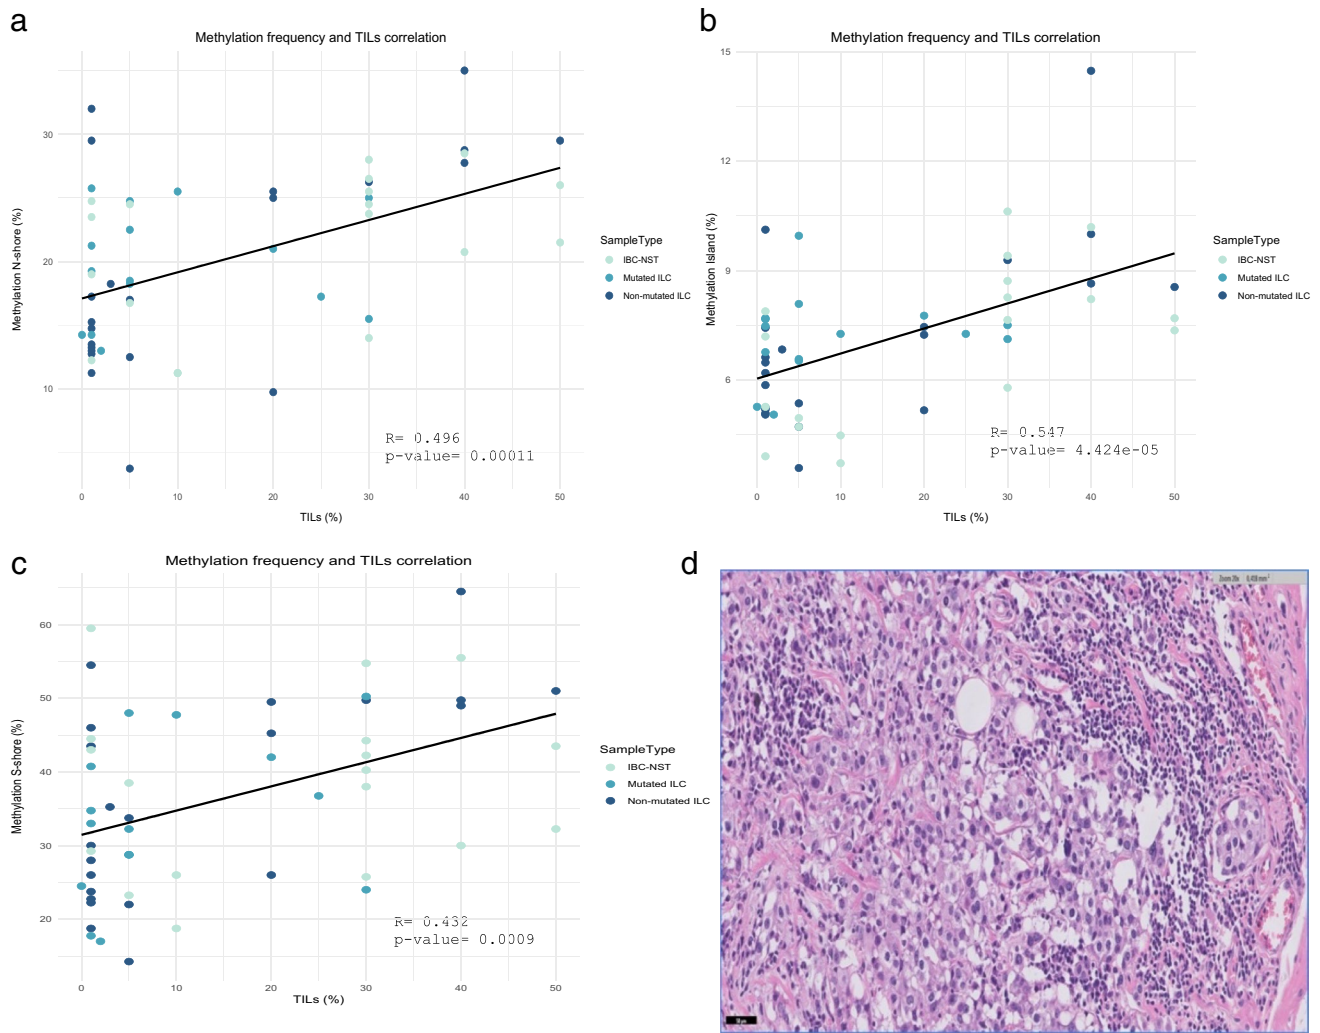 a
Methylation frequency and TILs correlation
Methylation N-shore (%)
30
20
10
0
10
20
30
40
50
TILs (%)
R= 0.496
p-value= 0.00011
SampleType
IBC-NST
Mutated ILC
Non-mutated ILC
b
Methylation frequency and TILs correlation
Methylation Island (%)
15
12
9
6
0
10
20
30
40
50
TILs (%)
R= 0.547
p-value= 4.424e-05
SampleType
IBC-NST
Mutated ILC
Non-mutated ILC
c
Methylation frequency and TILs correlation
Methylation S-shore (%)
60
50
40
30
20
0
10
20
30
40
50
TILs (%)
R= 0.432
p-value= 0.0009
SampleType
IBC-NST
Mutated ILC
Non-mutated ILC
d